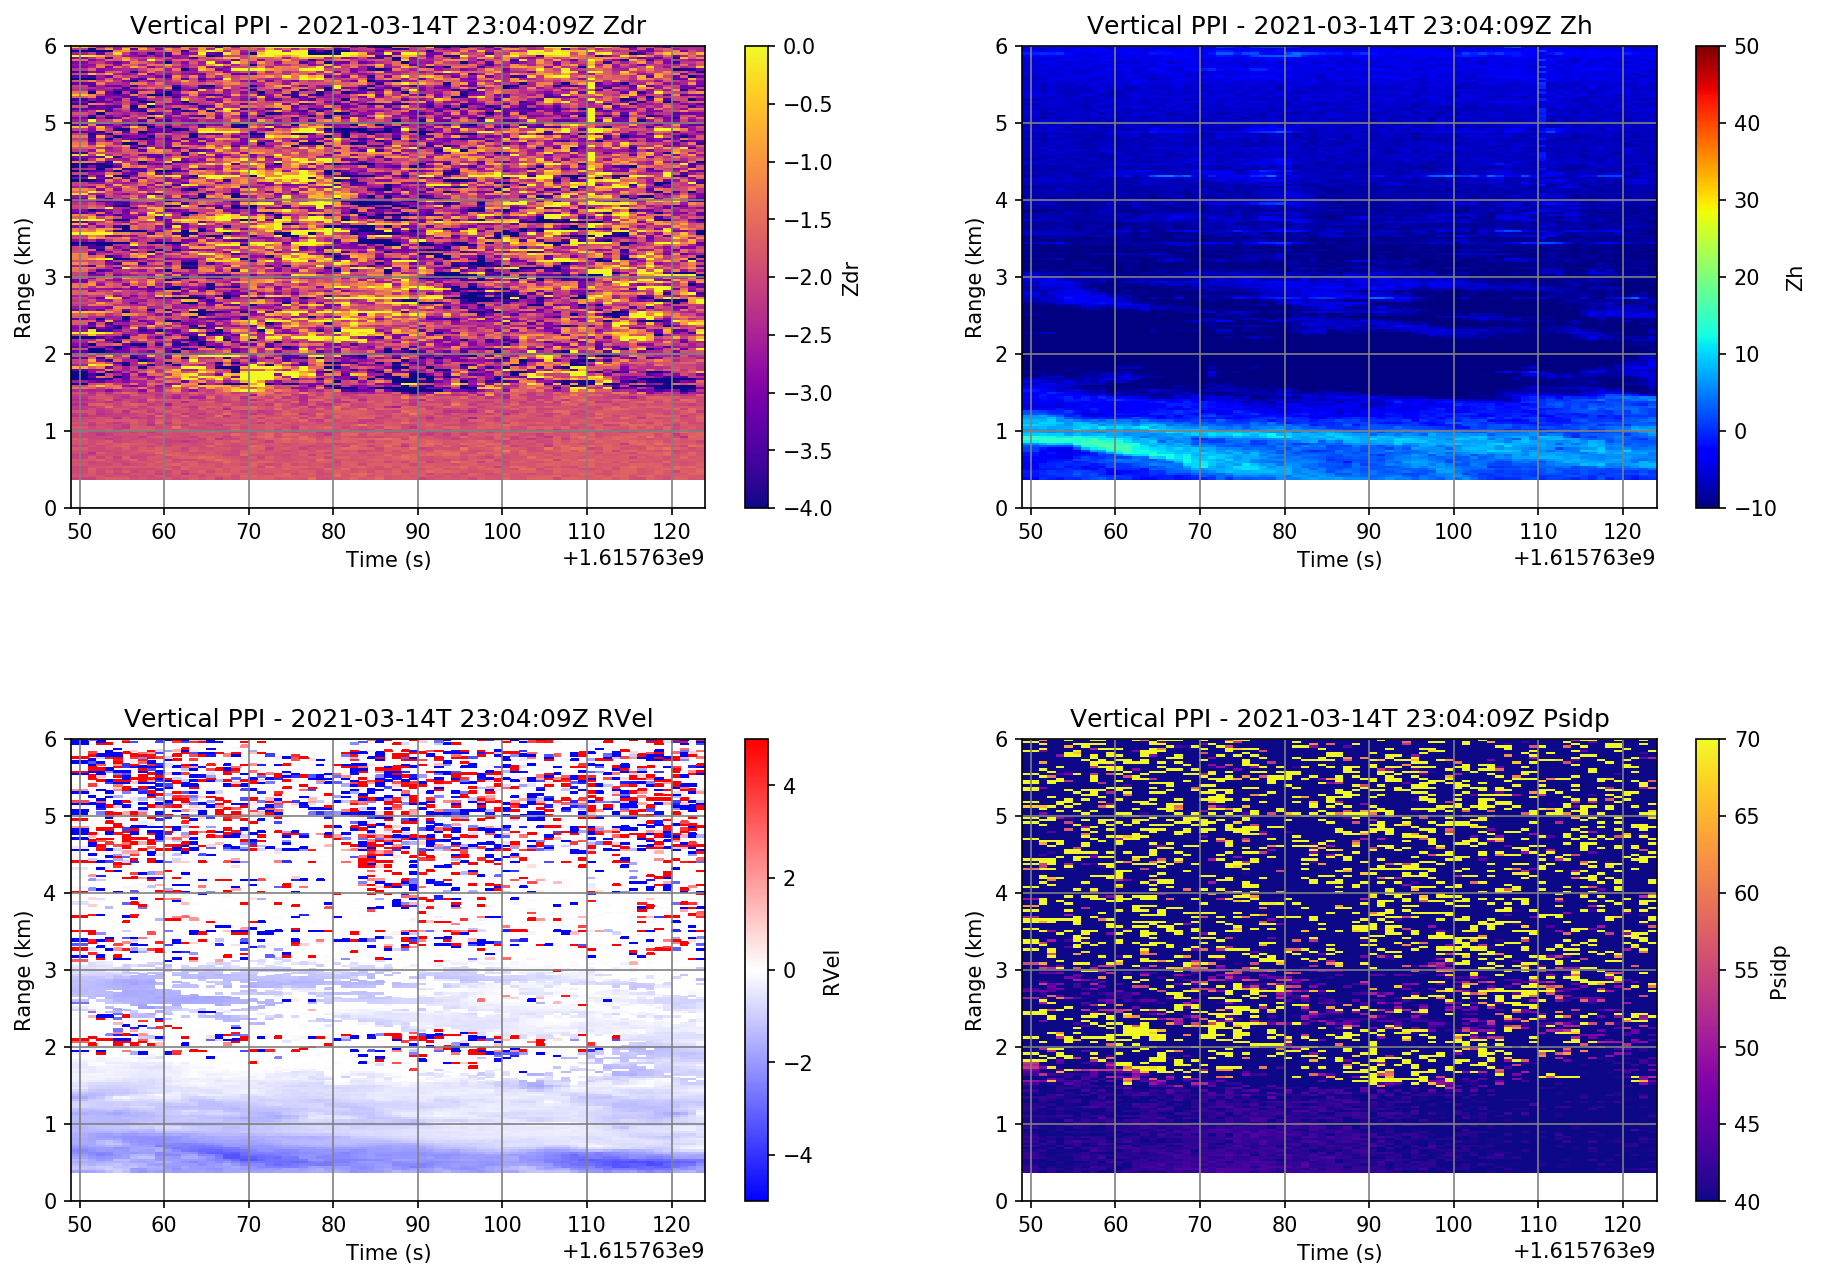 Vertical PPI - 2021-03-14T 23:04:09Z Zdr
6
5
4
3
2
1
0
Range (km)
50 60 70 80 90 100 110 120
Time (s)
+1.615763e9
0.0
−0.5
−1.0
−1.5
−2.0
−2.5
−3.0
−3.5
−4.0
Zdr
Vertical PPI - 2021-03-14T 23:04:09Z Zh
6
5
4
3
2
1
0
Range (km)
50 60 70 80 90 100 110 120
Time (s)
+1.615763e9
50
40
30
20
10
0
−10
Zh
Vertical PPI - 2021-03-14T 23:04:09Z RVel
6
5
4
3
2
1
0
Range (km)
50 60 70 80 90 100 110 120
Time (s)
+1.615763e9
4
2
0
−2
−4
RVel
Vertical PPI - 2021-03-14T 23:04:09Z Psidp
6
5
4
3
2
1
0
Range (km)
50 60 70 80 90 100 110 120
Time (s)
+1.615763e9
70
65
60
55
50
45
40
Psidp